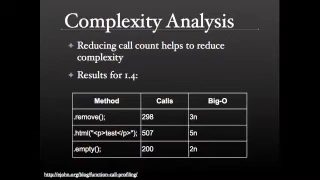 Complexity Analysis
Reducing call count helps to reduce
complexity
Results for 1.4:
Method Calls Big-O
.remove(); 298 3n
.html("<p>test</p>"); 507 5n
.empty(); 200 2n
http://ejohn.org/blog/function-call-profiling/